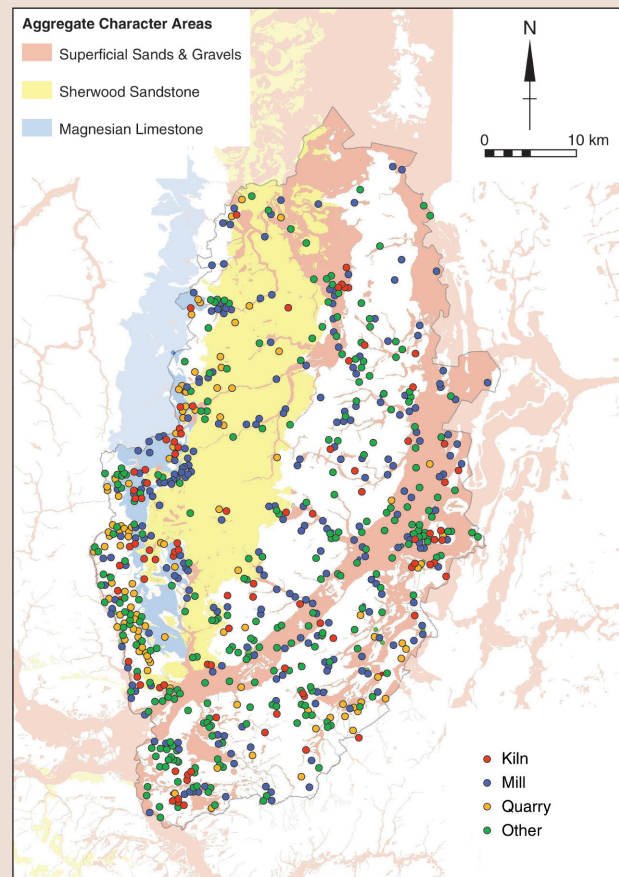 Aggregate Character Areas
Superficial Sands & Gravels
Sherwood Sandstone
Magnesian Limestone
N
0 10 km
Kiln
Mill
Quarry
Other